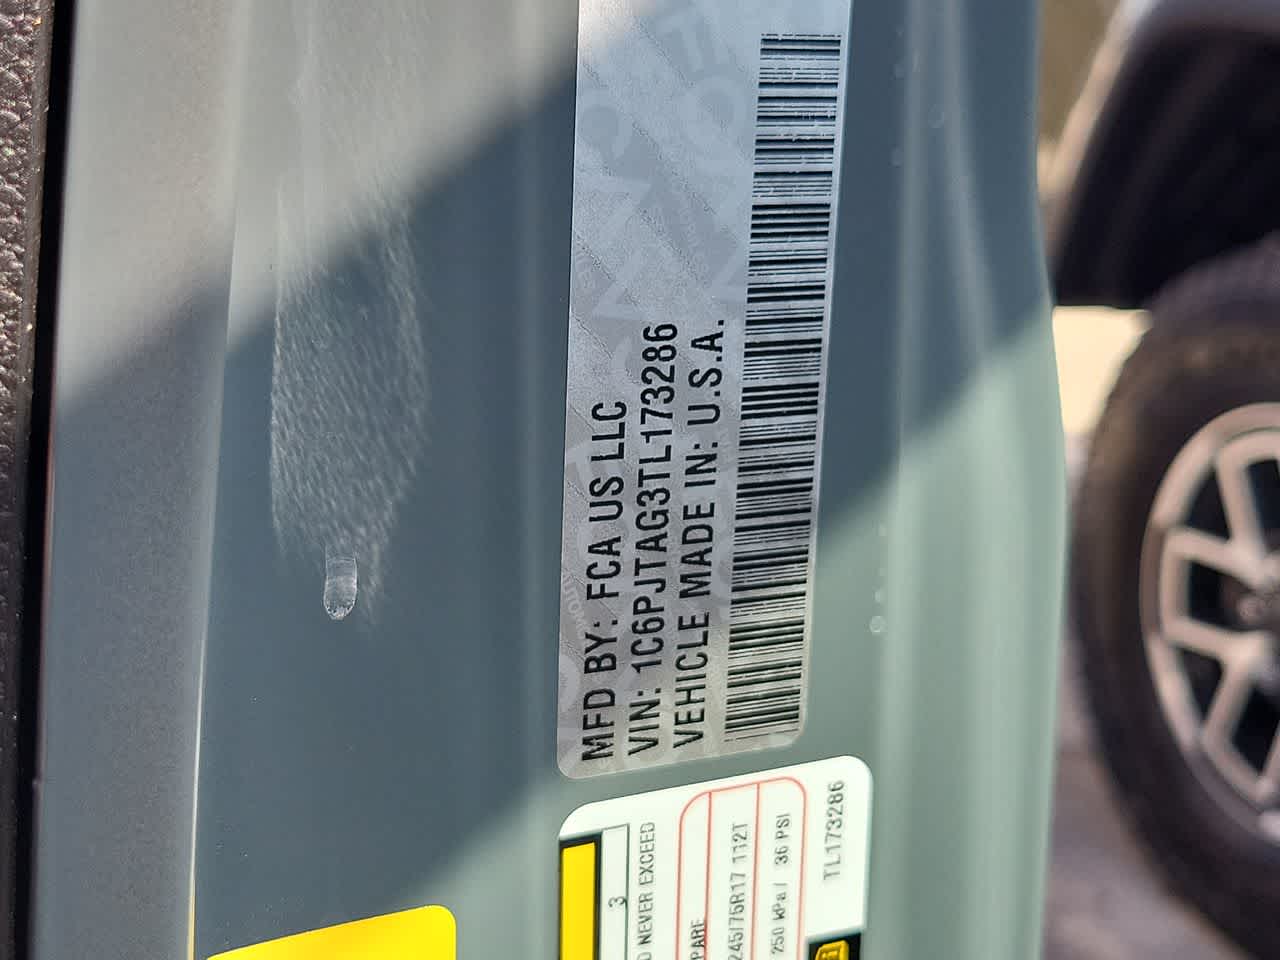 MFD BY: FCA US LLC
VIN: 1C6PJTAG3TL173286
VEHICLE MADE IN: U.S.A.
3
NEVER EXCEED
245/75R17 112T
250 kPa / 36 PSI
TL173286